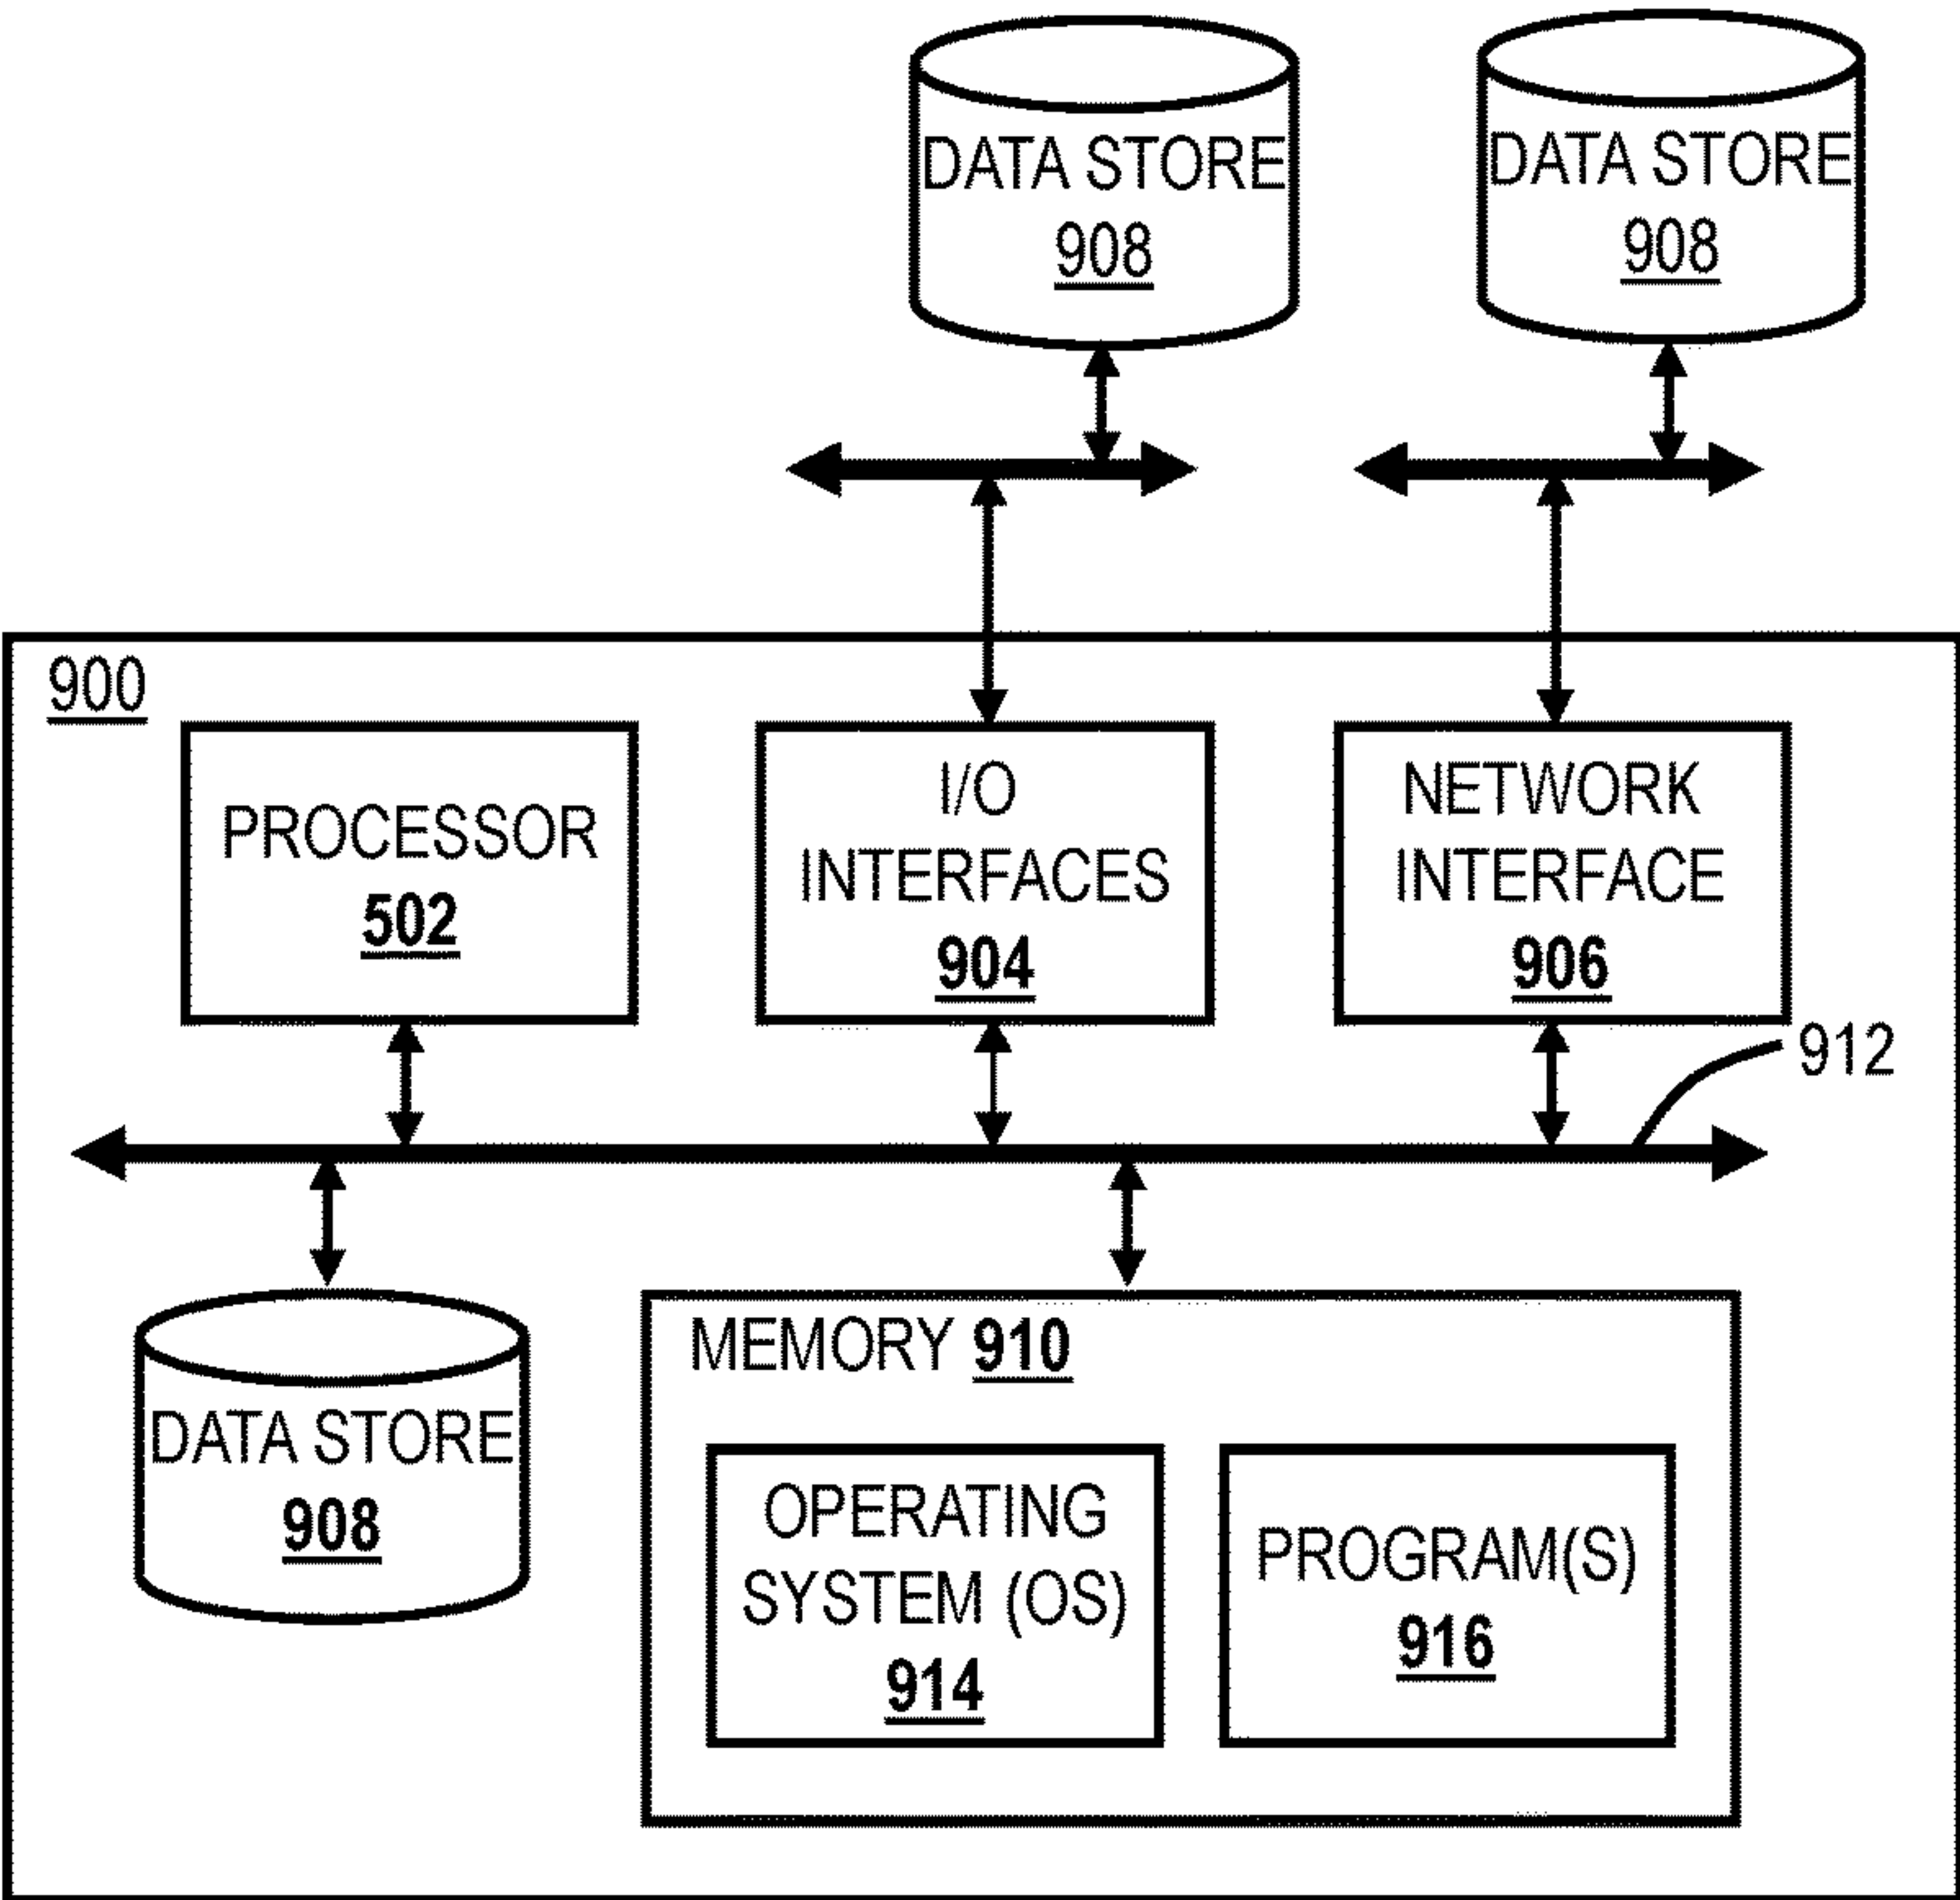 DATA STORE
908
DATA STORE
908
900
PROCESSOR
502
I/O
INTERFACES
904
NETWORK
INTERFACE
906
912
DATA STORE
908
MEMORY 910
OPERATING
SYSTEM (OS)
914
PROGRAM(S)
916